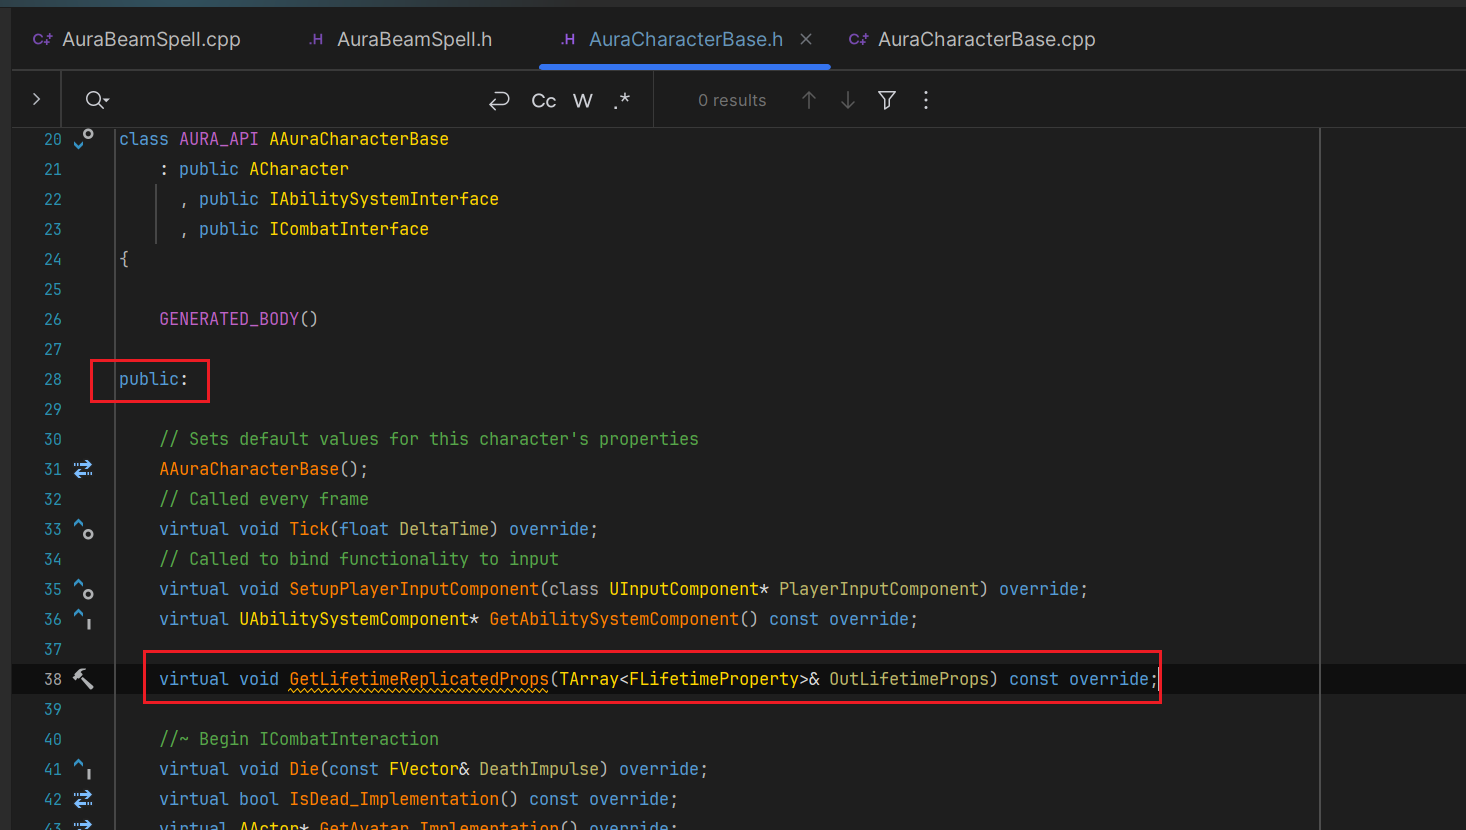 C++ AuraBeamSpell.cpp .H AuraBeamSpell.h .H AuraCharacterBase.h C++ AuraCharacterBase.cpp
Cc W .* 0 results
20 class AURA_API AAuraCharacterBase
21 : public ACharacter
22 , public IAbilitySystemInterface
23 , public ICombatInterface
24 {
25
26 GENERATED_BODY()
27
28 public:
29
30 // Sets default values for this character's properties
31 AAuraCharacterBase();
32 // Called every frame
33 virtual void Tick(float DeltaTime) override;
34 // Called to bind functionality to input
35 virtual void SetupPlayerInputComponent(class UInputComponent* PlayerInputComponent) override;
36 virtual UAbilitySystemComponent* GetAbilitySystemComponent() const override;
37
38 virtual void GetLifetimeReplicatedProps(TArray<FLifetimeProperty>& OutLifetimeProps) const override;
39
40 //~ Begin ICombatInteraction
41 virtual void Die(const FVector& DeathImpulse) override;
42 virtual bool IsDead_Implementation() const override;
43 virtual AActor* GetAvatar_Implementation() override;